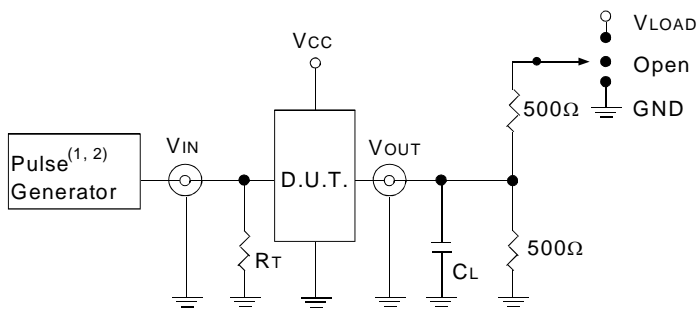 VLOAD
VCC
Open
500Ω
GND
Pulse(1, 2)
Generator
VIN
D.U.T.
VOUT
RT
CL
500Ω